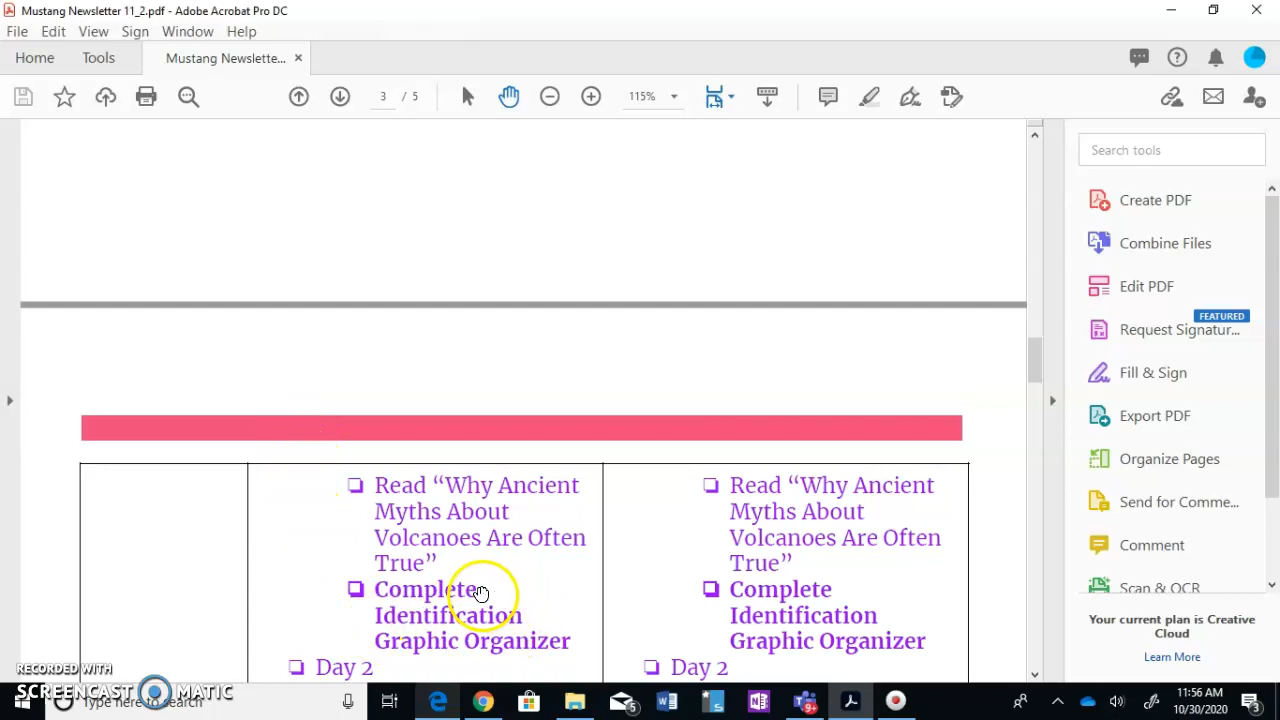 Mustang Newsletter 11_2.pdf - Adobe Acrobat Pro DC
File Edit View Sign Window Help
Home Tools Mustang Newslette... ×
3 / 5 115%
Search tools
Create PDF
Combine Files
Edit PDF
FEATURED
Request Signatur...
Fill & Sign
Export PDF
Organize Pages
Send for Comme...
Comment
Scan & OCR
Your current plan is Creative
Cloud
Learn More
Read “Why Ancient
Myths About
Volcanoes Are Often
True”
Complete
Identification
Graphic Organizer
Day 2
Read “Why Ancient
Myths About
Volcanoes Are Often
True”
Complete
Identification
Graphic Organizer
Day 2
RECORDED WITH
SCREENCAST MATIC
Type here to search
5
9+
11:56 AM
10/30/2020
3